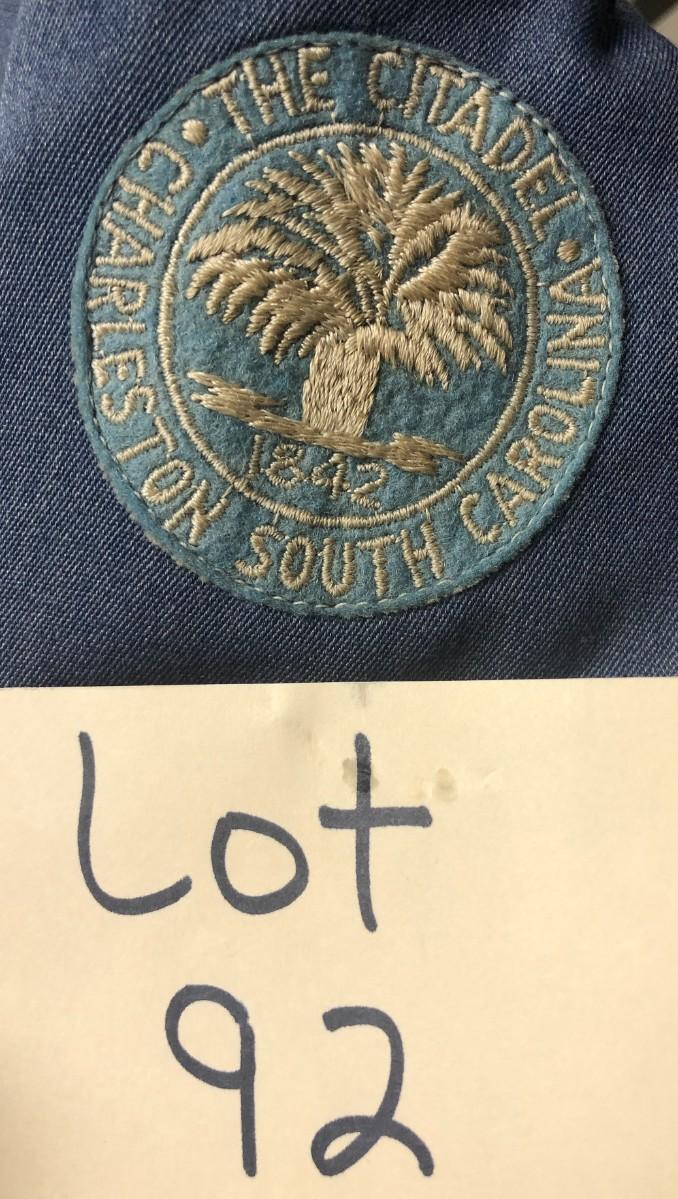 • THE CITADEL •
CHARLESTON SOUTH CAROLINA
1842
Lot
92